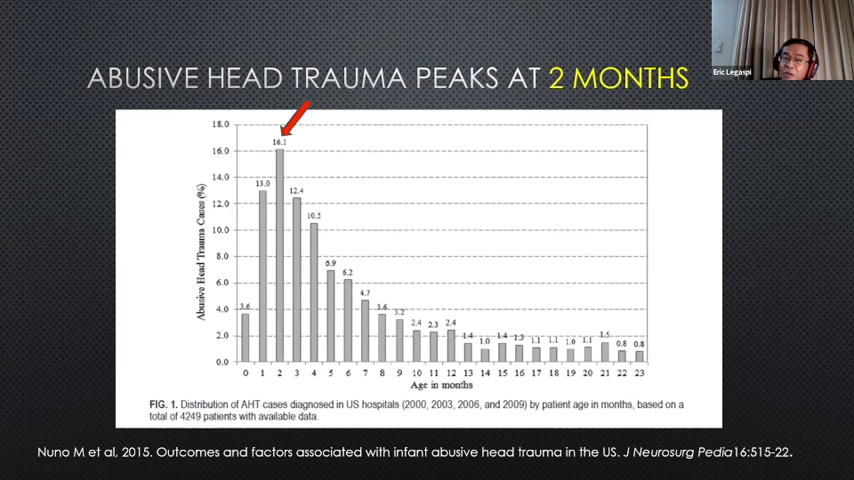 Eric Legaspi
ABUSIVE HEAD TRAUMA PEAKS AT 2 MONTHS
Abusive Head Trauma Cases (%)
18.0
16.0
14.0
12.0
10.0
8.0
6.0
4.0
2.0
0.0
3.6 13.0 16.1 12.4 10.5 6.9 6.2 4.7 3.6 3.2 2.4 2.3 2.4 1.4 1.0 1.4 1.3 1.1 1.1 1.0 1.1 1.5 0.8 0.8
0 1 2 3 4 5 6 7 8 9 10 11 12 13 14 15 16 17 18 19 20 21 22 23
Age in months
FIG. 1. Distribution of AHT cases diagnosed in US hospitals (2000, 2003, 2006, and 2009) by patient age in months, based on a
total of 4249 patients with available data.
Nuno M et al, 2015. Outcomes and factors associated with infant abusive head trauma in the US. J Neurosurg Pedia16:515-22.